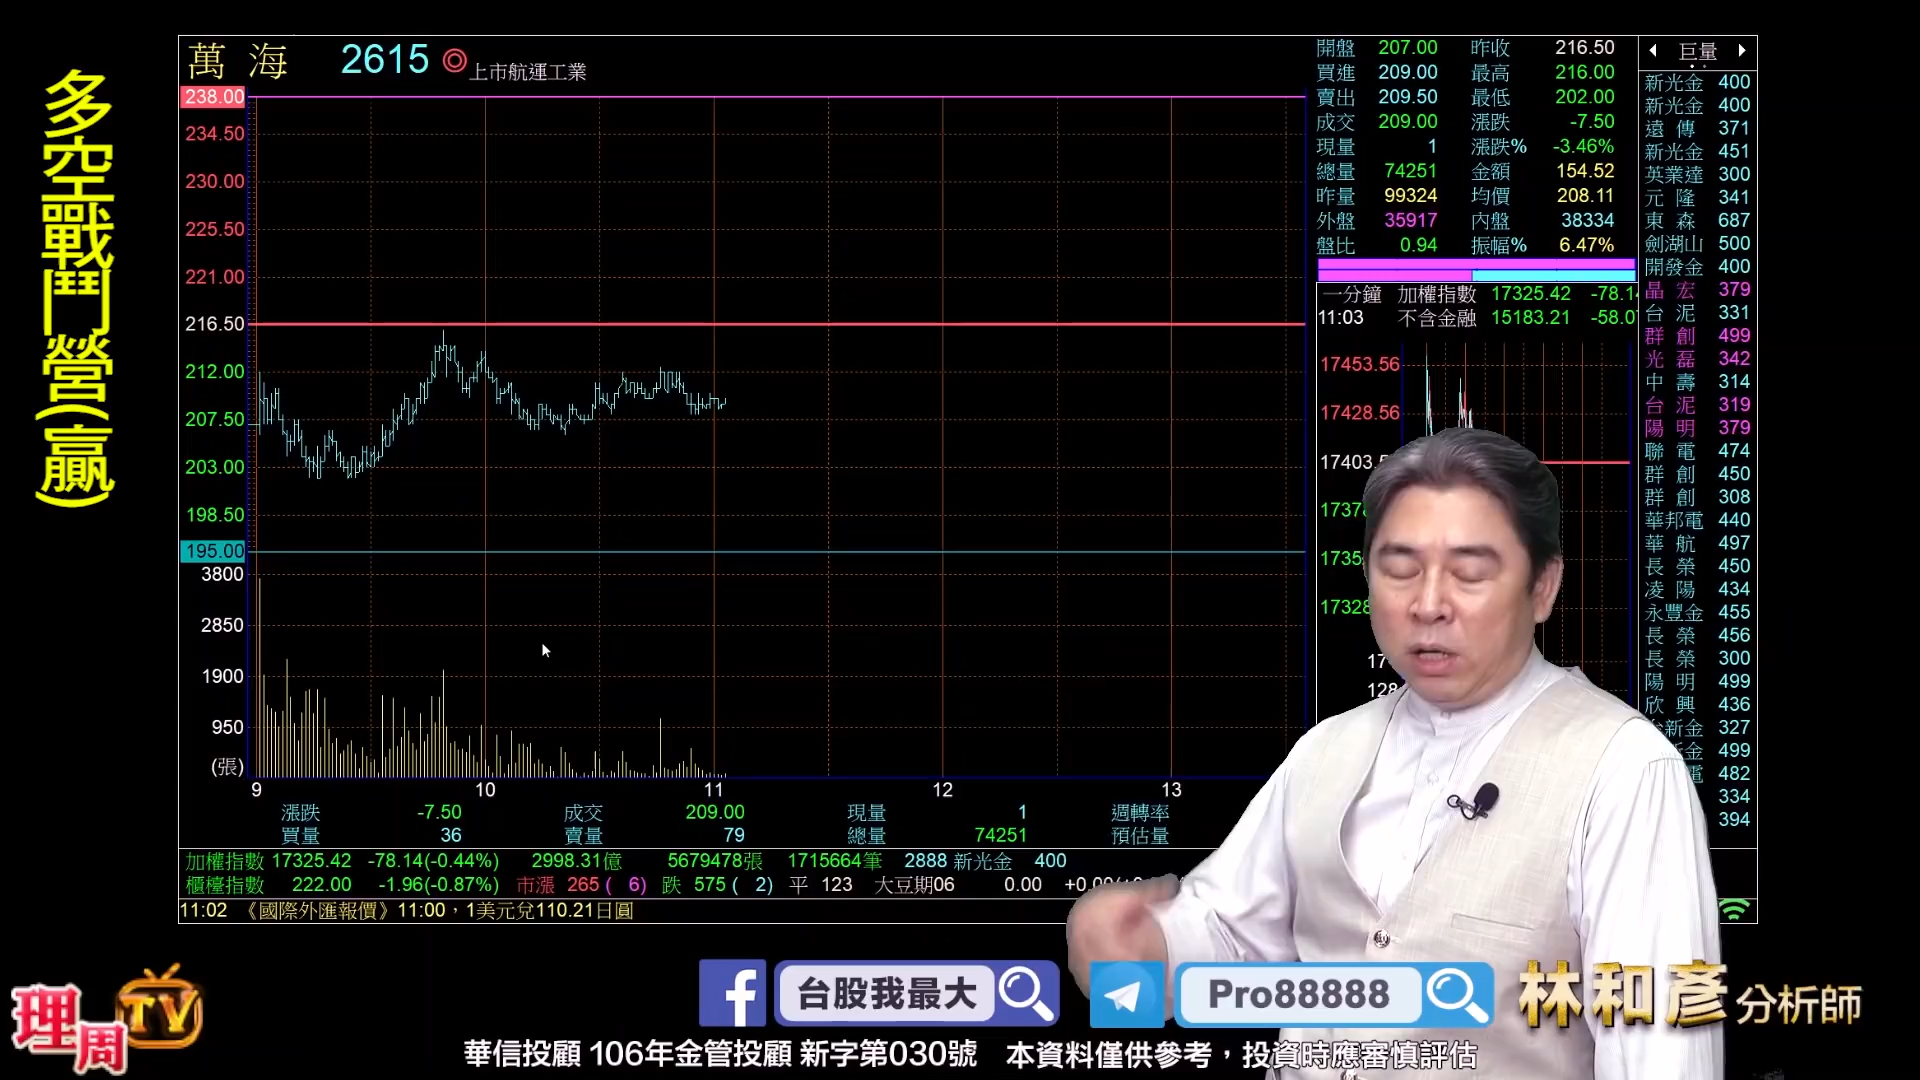 多空戰鬥營(贏)
萬 海 2615 ◎上市航運工業
238.00
234.50
230.00
225.50
221.00
216.50
212.00
207.50
203.00
198.50
195.00
3800
2850
1900
950
(張)
9 10 11 12 13
漲跌 -7.50 成交 209.00 現量 1 週轉率
買量 36 賣量 79 總量 74251 預估量
開盤 207.00 昨收 216.50
買進 209.00 最高 216.00
賣出 209.50 最低 202.00
成交 209.00 漲跌 -7.50
現量 1 漲跌% -3.46%
總量 74251 金額 154.52
昨量 99324 均價 208.11
外盤 35917 內盤 38334
盤比 0.94 振幅% 6.47%
一分鐘 加權指數 17325.42
11:03 不含金融 15183.21
17453.56
17428.56
巨量
新光金 400
新光金 400
遠 傳 371
新光金 451
英業達 300
元 隆 341
東 森 687
劍湖山 500
開發金 400
晶 宏 379
台 泥 331
群 創 499
光 磊 342
中 壽 314
台 泥 319
陽 明 379
聯 電 474
群 創 450
群 創 308
華邦電 440
華 航 497
長 榮 450
凌 陽 434
永豐金 455
長 榮 456
長 榮 300
陽 明 499
欣 興 436
台新金 327
金 499
電 482
334
394
加權指數 17325.42 -78.14(-0.44%) 2998.31億 5679478張 1715664筆 2888 新光金 400
櫃檯指數 222.00 -1.96(-0.87%) 市漲 265 ( 6) 跌 575 ( 2) 平 123 大豆期06 0.00
11:02 《國際外匯報價》11:00，1美元兌110.21日圓
理周TV
台股我最大
Pro88888
林和彥 分析師
華信投顧 106年金管投顧 新字第030號 本資料僅供參考，投資時應審慎評估